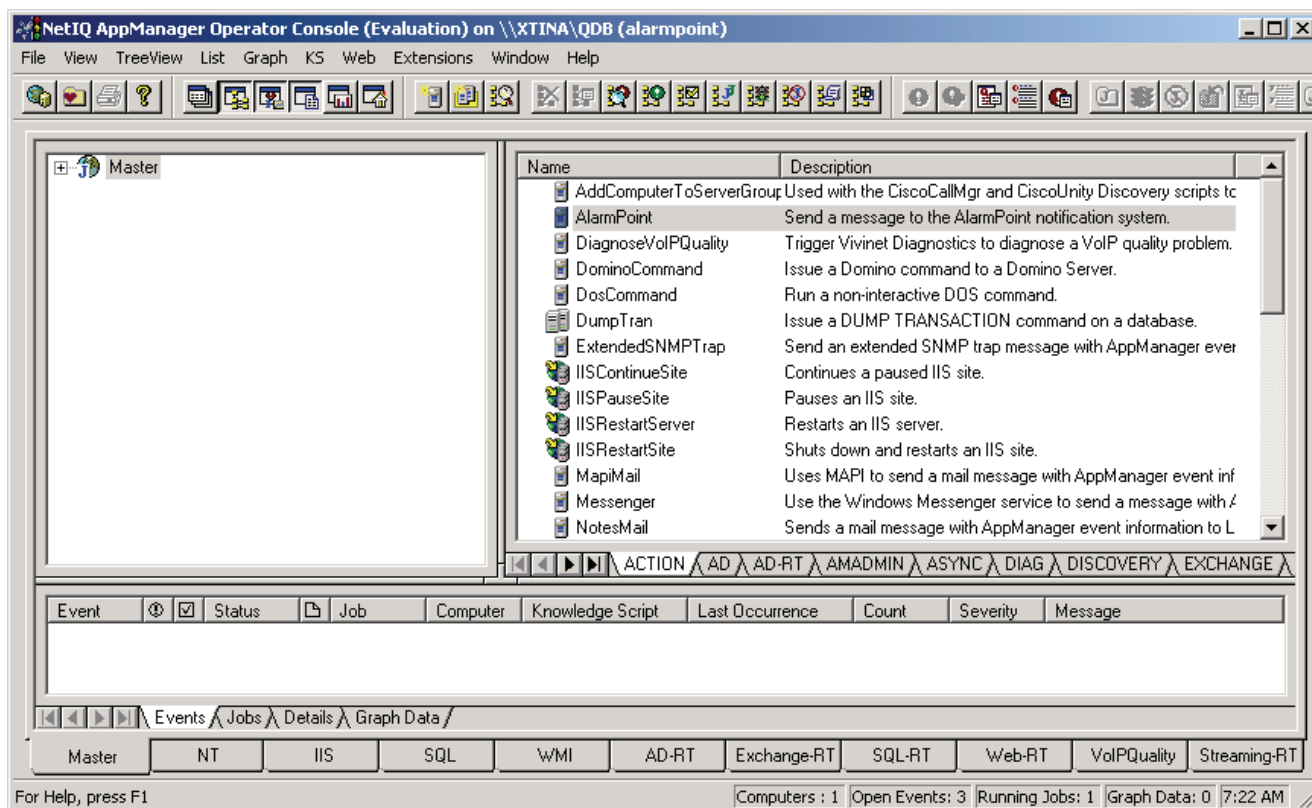 NetIQ AppManager Operator Console (Evaluation) on \\XTINA\QDB (alarmpoint)
File View TreeView List Graph KS Web Extensions Window Help
Master
Name Description
AddComputerToServerGroup Used with the CiscoCallMgr and CiscoUnity Discovery scripts to
AlarmPoint Send a message to the AlarmPoint notification system.
DiagnoseVoIPQuality Trigger Vivinet Diagnostics to diagnose a VoIP quality problem.
DominoCommand Issue a Domino command to a Domino Server.
DosCommand Run a non-interactive DOS command.
DumpTran Issue a DUMP TRANSACTION command on a database.
ExtendedSNMPTrap Send an extended SNMP trap message with AppManager ever
IISContinueSite Continues a paused IIS site.
IISPauseSite Pauses an IIS site.
IISRestartServer Restarts an IIS server.
IISRestartSite Shuts down and restarts an IIS site.
MapiMail Uses MAPI to send a mail message with AppManager event inf
Messenger Use the Windows Messenger service to send a message with
NotesMail Sends a mail message with AppManager event information to L
ACTION AD AD-RT AMADMIN ASYNC DIAG DISCOVERY EXCHANGE
Event Status Job Computer Knowledge Script Last Occurrence Count Severity Message
Events Jobs Details Graph Data
Master NT IIS SQL WMI AD-RT Exchange-RT SQL-RT Web-RT VoIPQuality Streaming-RT
For Help, press F1 Computers : 1 Open Events: 3 Running Jobs: 1 Graph Data: 0 7:22 AM